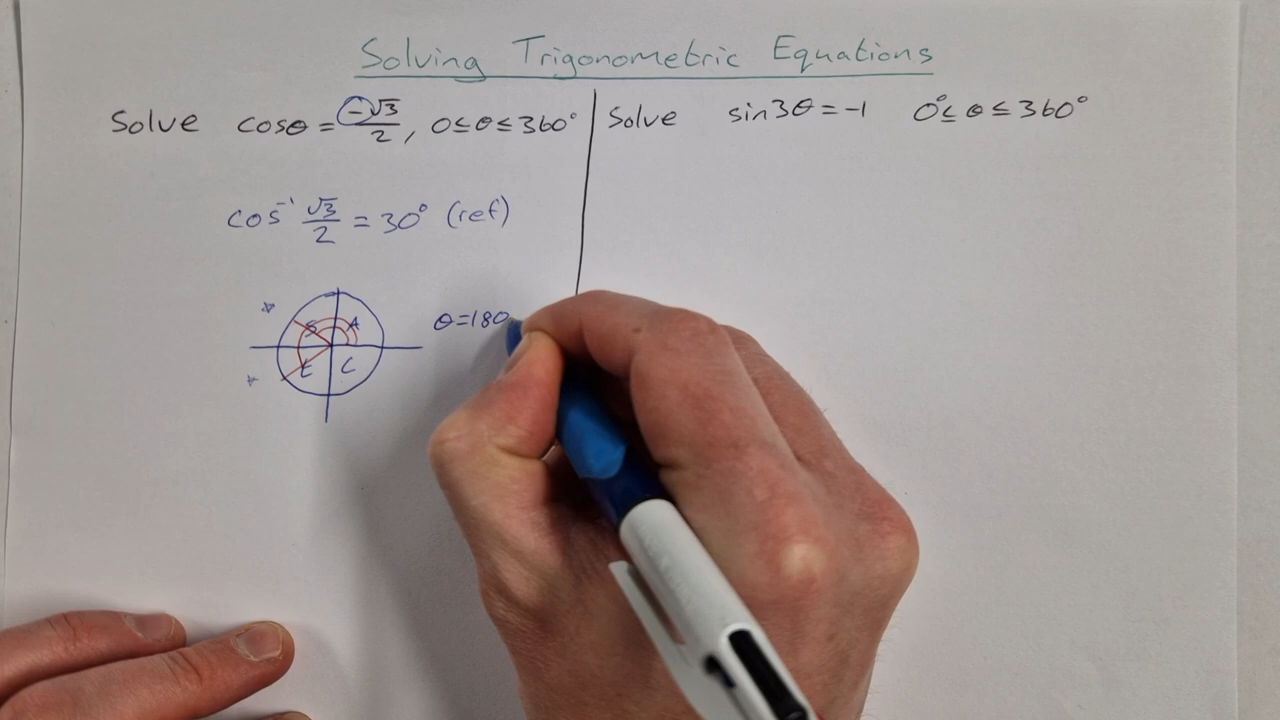 Solving Trigonometric Equations
Solve cosθ = -√3/2, 0≤θ≤360°
cos⁻¹ √3/2 = 30° (ref)
S A
t C
θ=180
Solve sin3θ = -1 0°≤θ≤360°